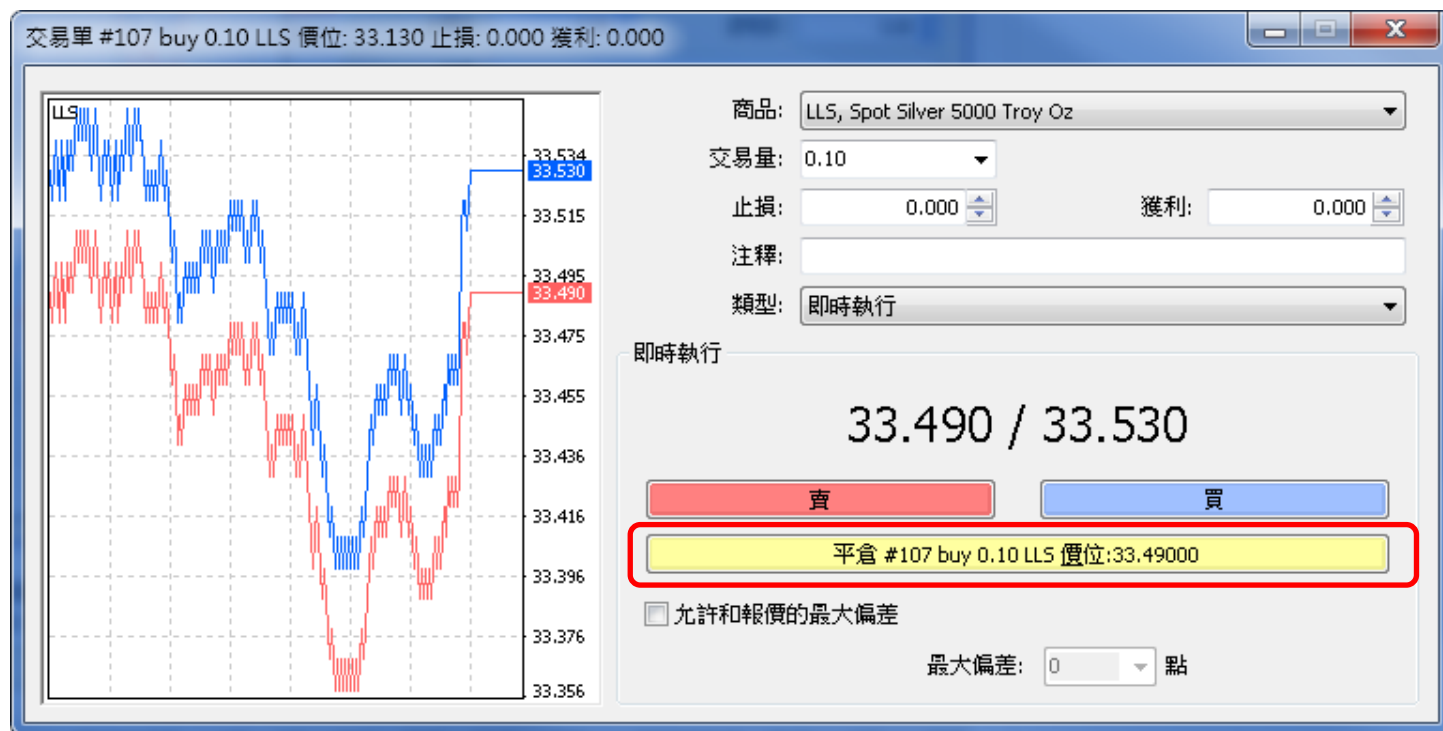 交易單 #107 buy 0.10 LLS 價位: 33.130 止損: 0.000 獲利: 0.000
LLS
33.534
33.530
33.515
33.495
33.490
33.475
33.455
33.436
33.416
33.396
33.376
33.356
商品: LLS, Spot Silver 5000 Troy Oz
交易量: 0.10
止損: 0.000 獲利: 0.000
注釋:
類型: 即時執行
即時執行
33.490 / 33.530
賣 買
平倉 #107 buy 0.10 LLS 價位:33.49000
允許和報價的最大偏差
最大偏差: 0 點